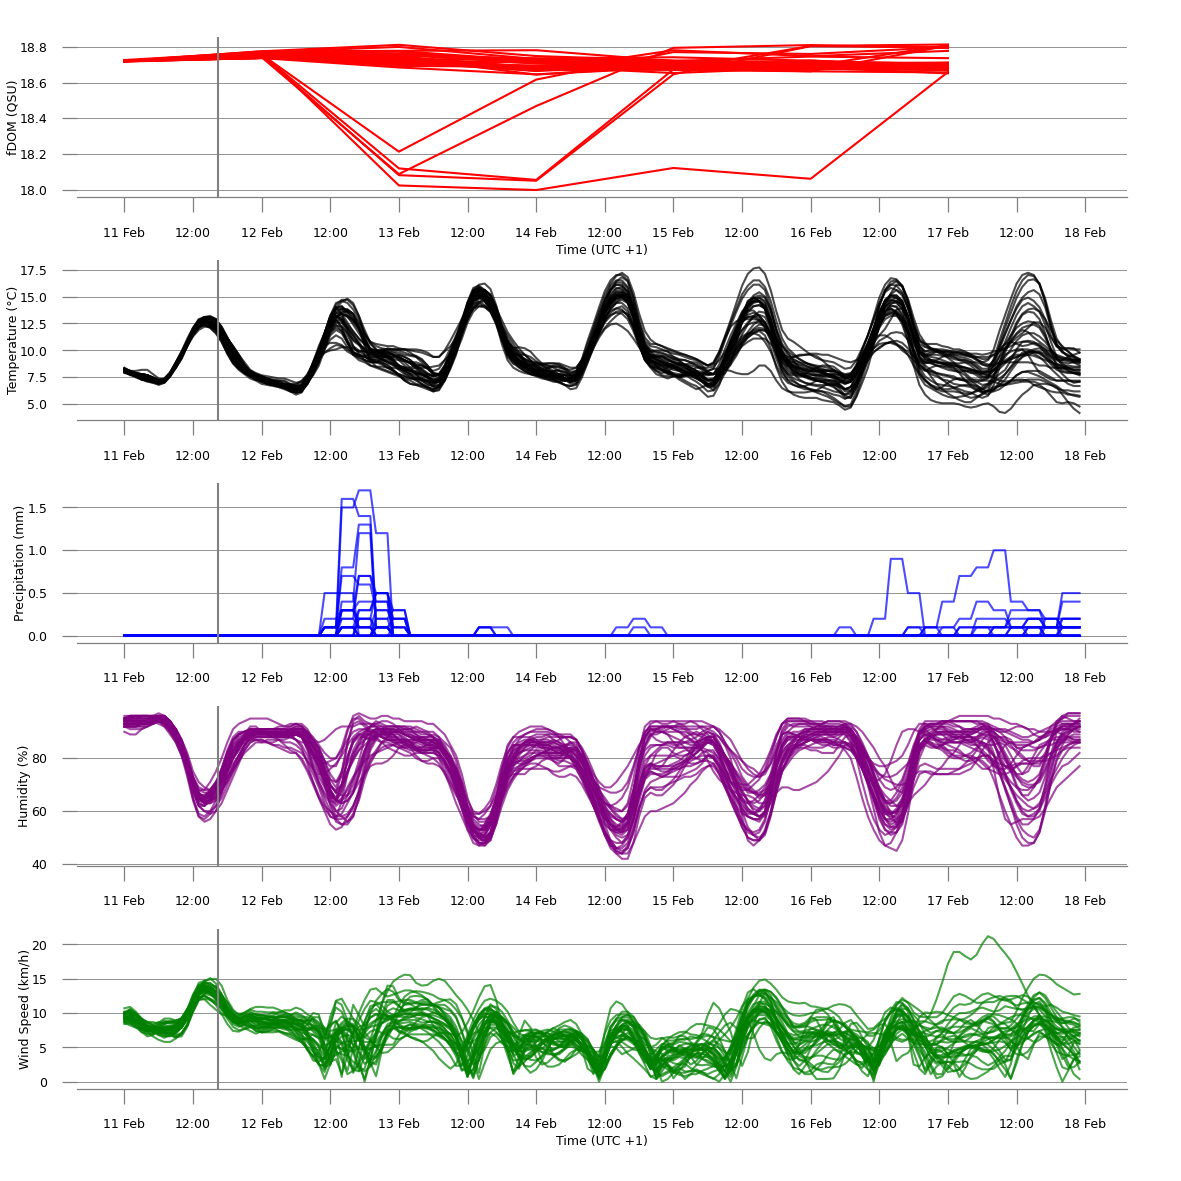 18.8
18.6
18.4
18.2
18.0
fDOM (QSU)
11 Feb 12:00 12 Feb 12:00 13 Feb 12:00 14 Feb 12:00 15 Feb 12:00 16 Feb 12:00 17 Feb 12:00 18 Feb
Time (UTC +1)
17.5
15.0
12.5
10.0
7.5
5.0
Temperature (°C)
11 Feb 12:00 12 Feb 12:00 13 Feb 12:00 14 Feb 12:00 15 Feb 12:00 16 Feb 12:00 17 Feb 12:00 18 Feb
1.5
1.0
0.5
0.0
Precipitation (mm)
11 Feb 12:00 12 Feb 12:00 13 Feb 12:00 14 Feb 12:00 15 Feb 12:00 16 Feb 12:00 17 Feb 12:00 18 Feb
80
60
40
Humidity (%)
11 Feb 12:00 12 Feb 12:00 13 Feb 12:00 14 Feb 12:00 15 Feb 12:00 16 Feb 12:00 17 Feb 12:00 18 Feb
20
15
10
5
0
Wind Speed (km/h)
11 Feb 12:00 12 Feb 12:00 13 Feb 12:00 14 Feb 12:00 15 Feb 12:00 16 Feb 12:00 17 Feb 12:00 18 Feb
Time (UTC +1)